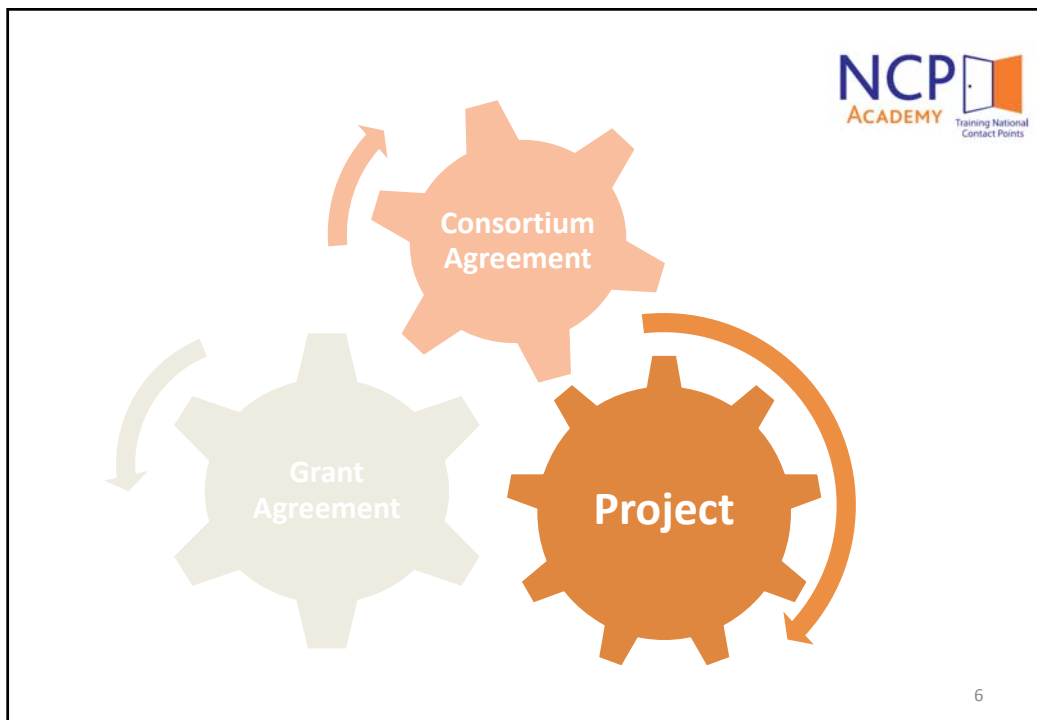 NCP
ACADEMY
Training National
Contact Points
Consortium
Agreement
Grant
Agreement
Project
6